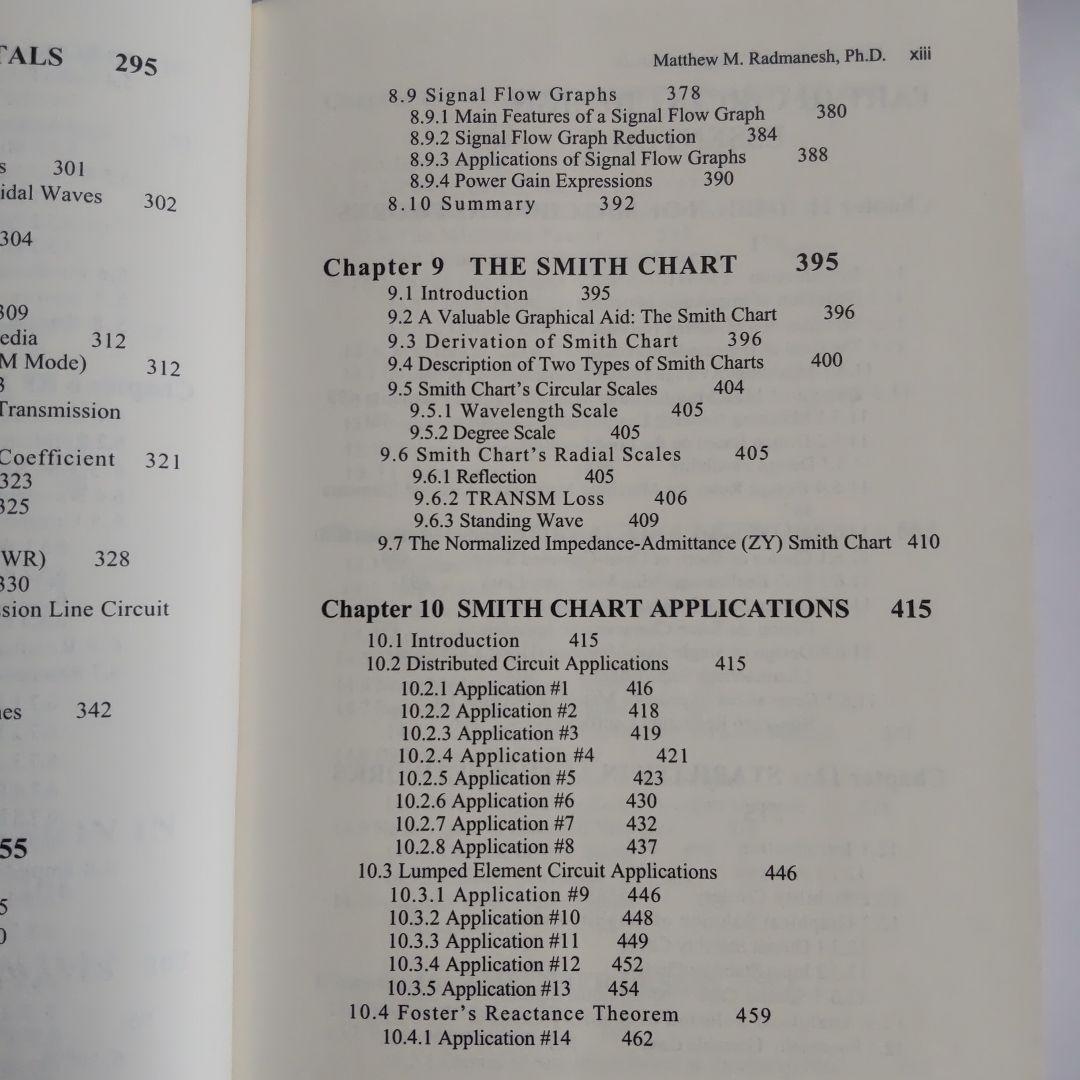 TALS 295
s 301
idal Waves 302
304
309
edia 312
M Mode) 312
3
Transmission
Coefficient 321
323
325
WR) 328
330
sion Line Circuit
es 342
55
5
0
Matthew M. Radmanesh, Ph.D. xiii
8.9 Signal Flow Graphs 378
8.9.1 Main Features of a Signal Flow Graph 380
8.9.2 Signal Flow Graph Reduction 384
8.9.3 Applications of Signal Flow Graphs 388
8.9.4 Power Gain Expressions 390
8.10 Summary 392
Chapter 9 THE SMITH CHART 395
9.1 Introduction 395
9.2 A Valuable Graphical Aid: The Smith Chart 396
9.3 Derivation of Smith Chart 396
9.4 Description of Two Types of Smith Charts 400
9.5 Smith Chart's Circular Scales 404
9.5.1 Wavelength Scale 405
9.5.2 Degree Scale 405
9.6 Smith Chart's Radial Scales 405
9.6.1 Reflection 405
9.6.2 TRANSM Loss 406
9.6.3 Standing Wave 409
9.7 The Normalized Impedance-Admittance (ZY) Smith Chart 410
Chapter 10 SMITH CHART APPLICATIONS 415
10.1 Introduction 415
10.2 Distributed Circuit Applications 415
10.2.1 Application #1 416
10.2.2 Application #2 418
10.2.3 Application #3 419
10.2.4 Application #4 421
10.2.5 Application #5 423
10.2.6 Application #6 430
10.2.7 Application #7 432
10.2.8 Application #8 437
10.3 Lumped Element Circuit Applications 446
10.3.1 Application #9 446
10.3.2 Application #10 448
10.3.3 Application #11 449
10.3.4 Application #12 452
10.3.5 Application #13 454
10.4 Foster's Reactance Theorem 459
10.4.1 Application #14 462